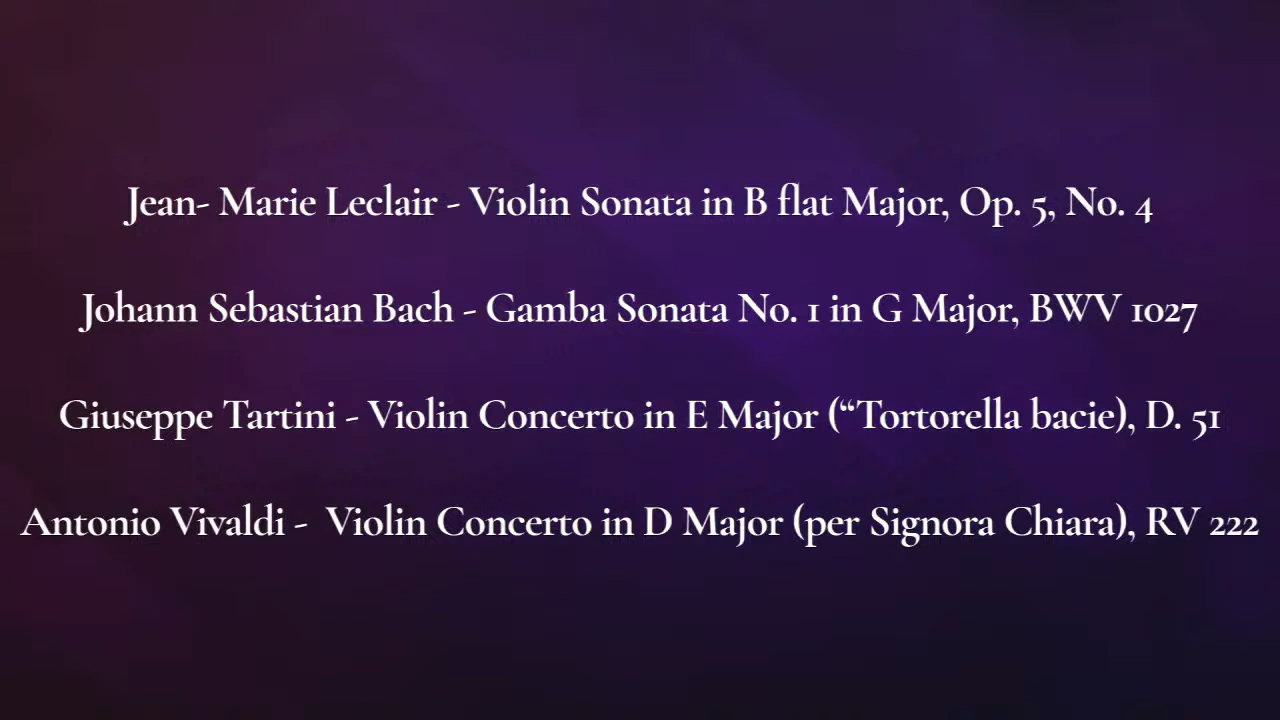 Jean- Marie Leclair - Violin Sonata in B flat Major, Op. 5, No. 4
Johann Sebastian Bach - Gamba Sonata No. 1 in G Major, BWV 1027
Giuseppe Tartini - Violin Concerto in E Major (“Tortorella bacie), D. 51
Antonio Vivaldi -  Violin Concerto in D Major (per Signora Chiara), RV 222